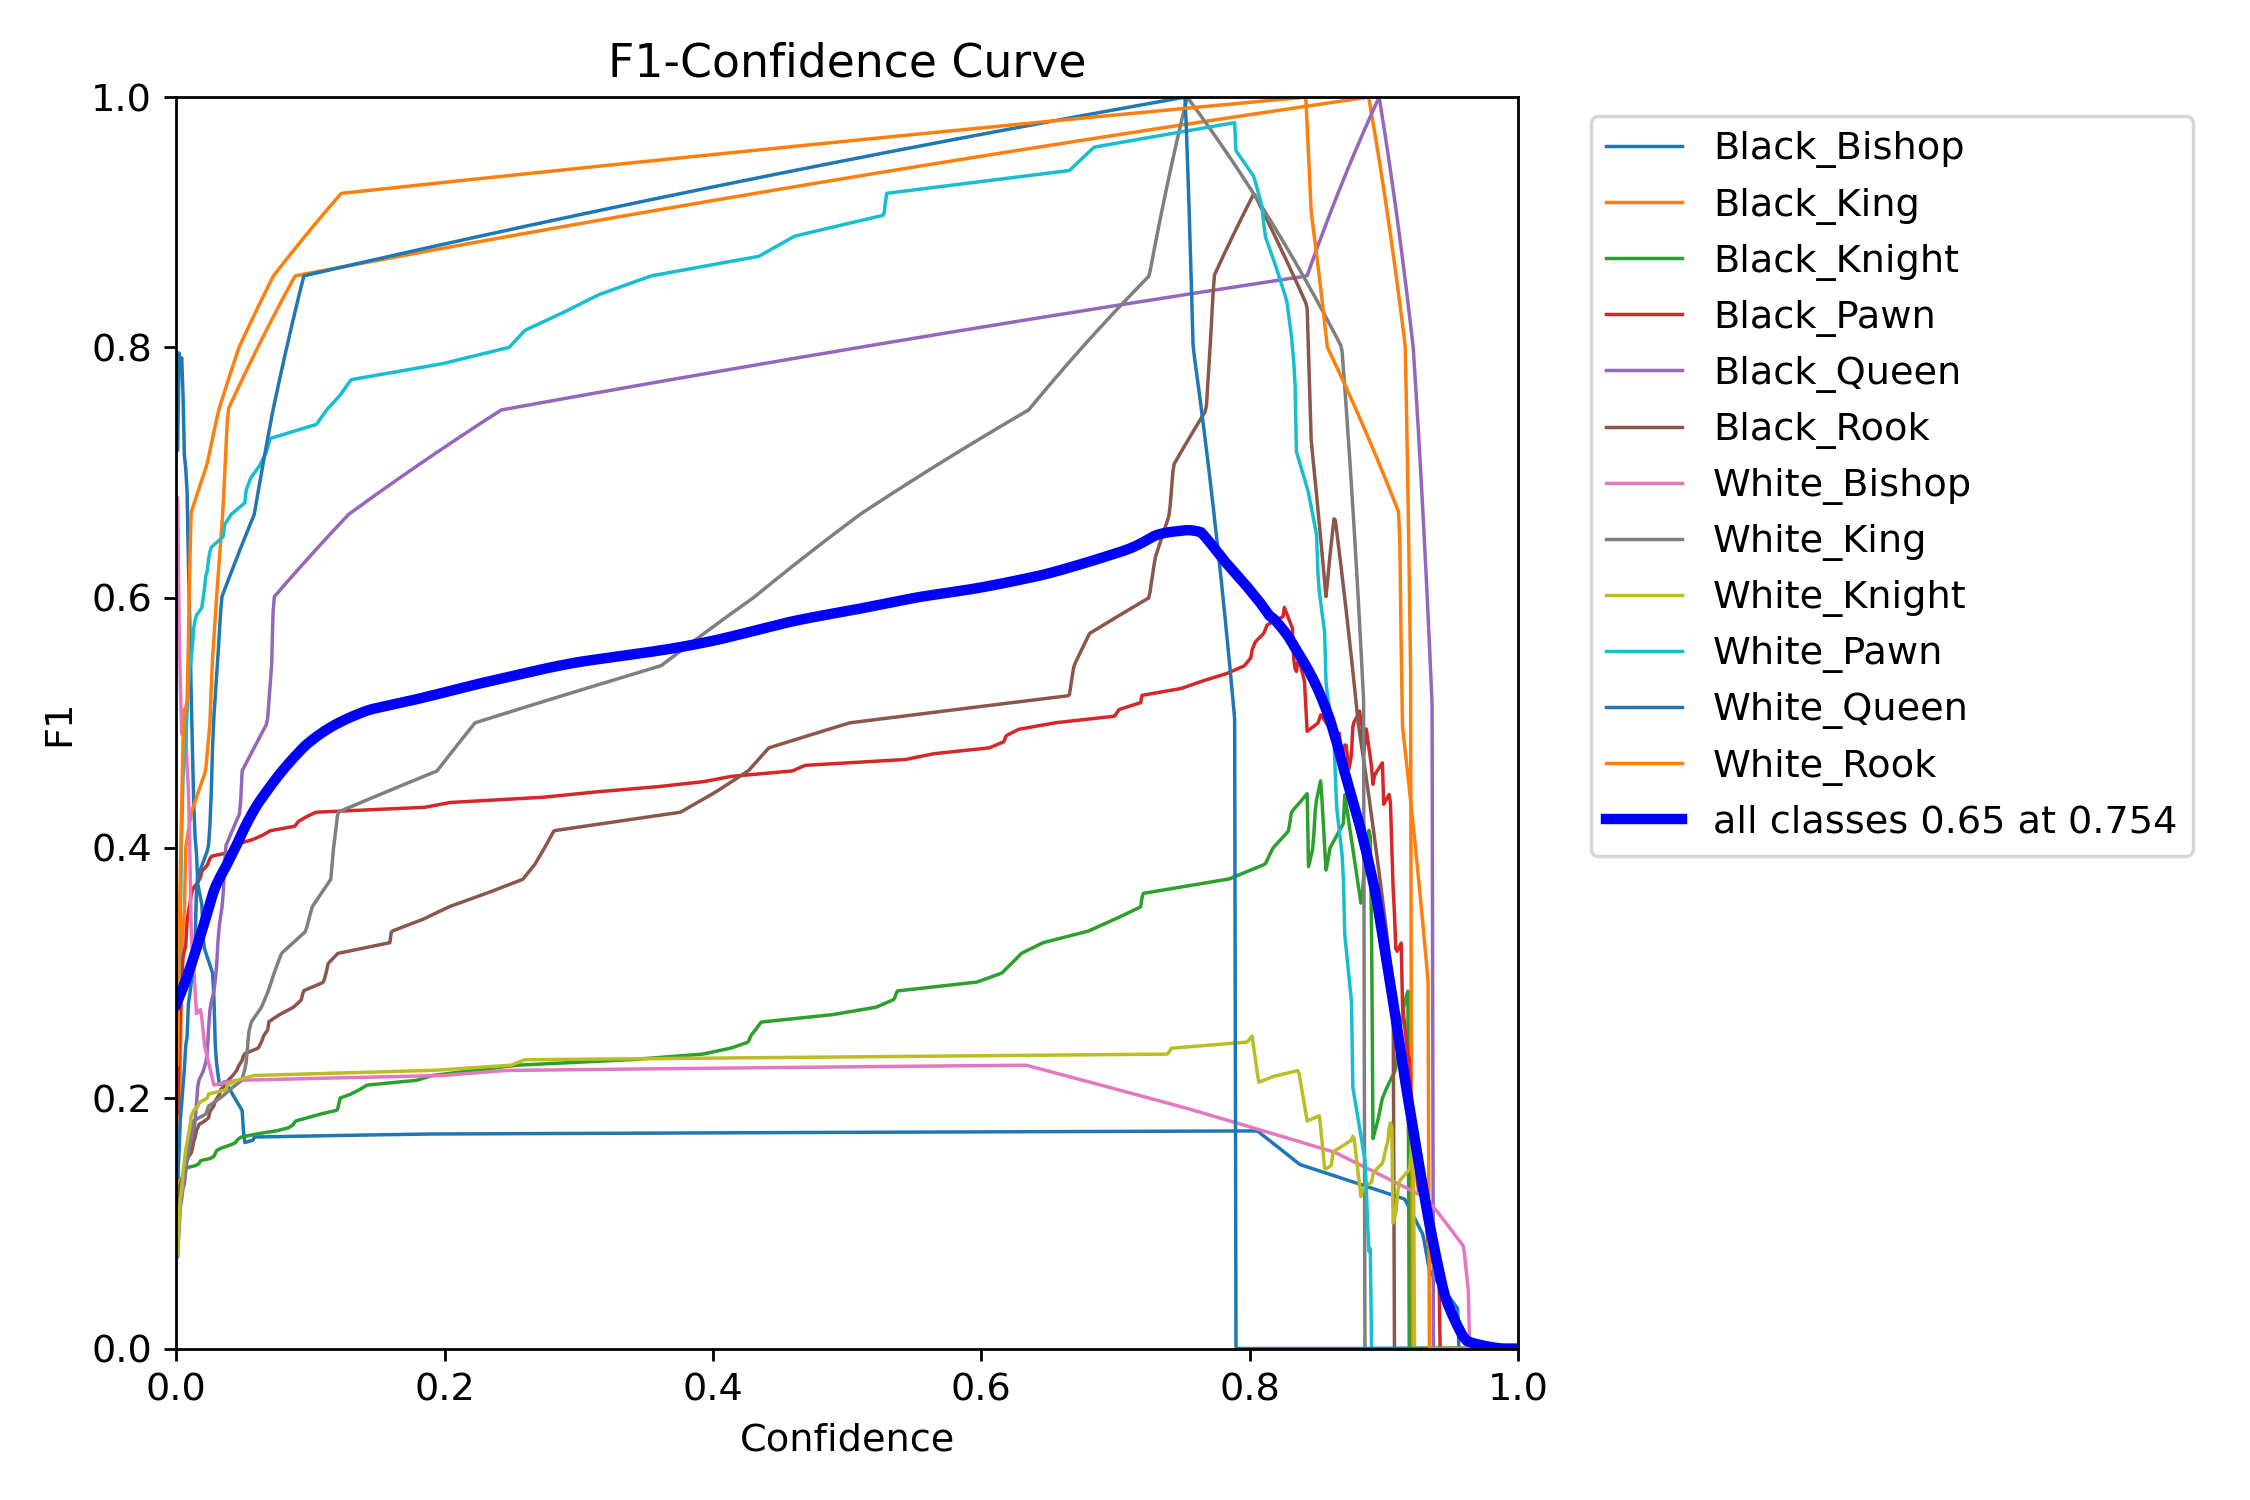 F1-Confidence Curve
1.0
0.8
0.6
0.4
0.2
0.0
F1
0.0 0.2 0.4 0.6 0.8 1.0
Confidence
Black_Bishop
Black_King
Black_Knight
Black_Pawn
Black_Queen
Black_Rook
White_Bishop
White_King
White_Knight
White_Pawn
White_Queen
White_Rook
all classes 0.65 at 0.754